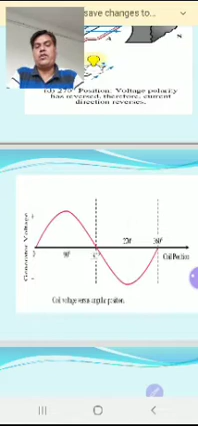 save changes to...
N
(d) 270° Position. Voltage polarity
has reversed, therefore, current
direction reverses.
Generator Voltage
+
-
0
90°
270°
360°
Coil Position
Coil voltage versus angular position.